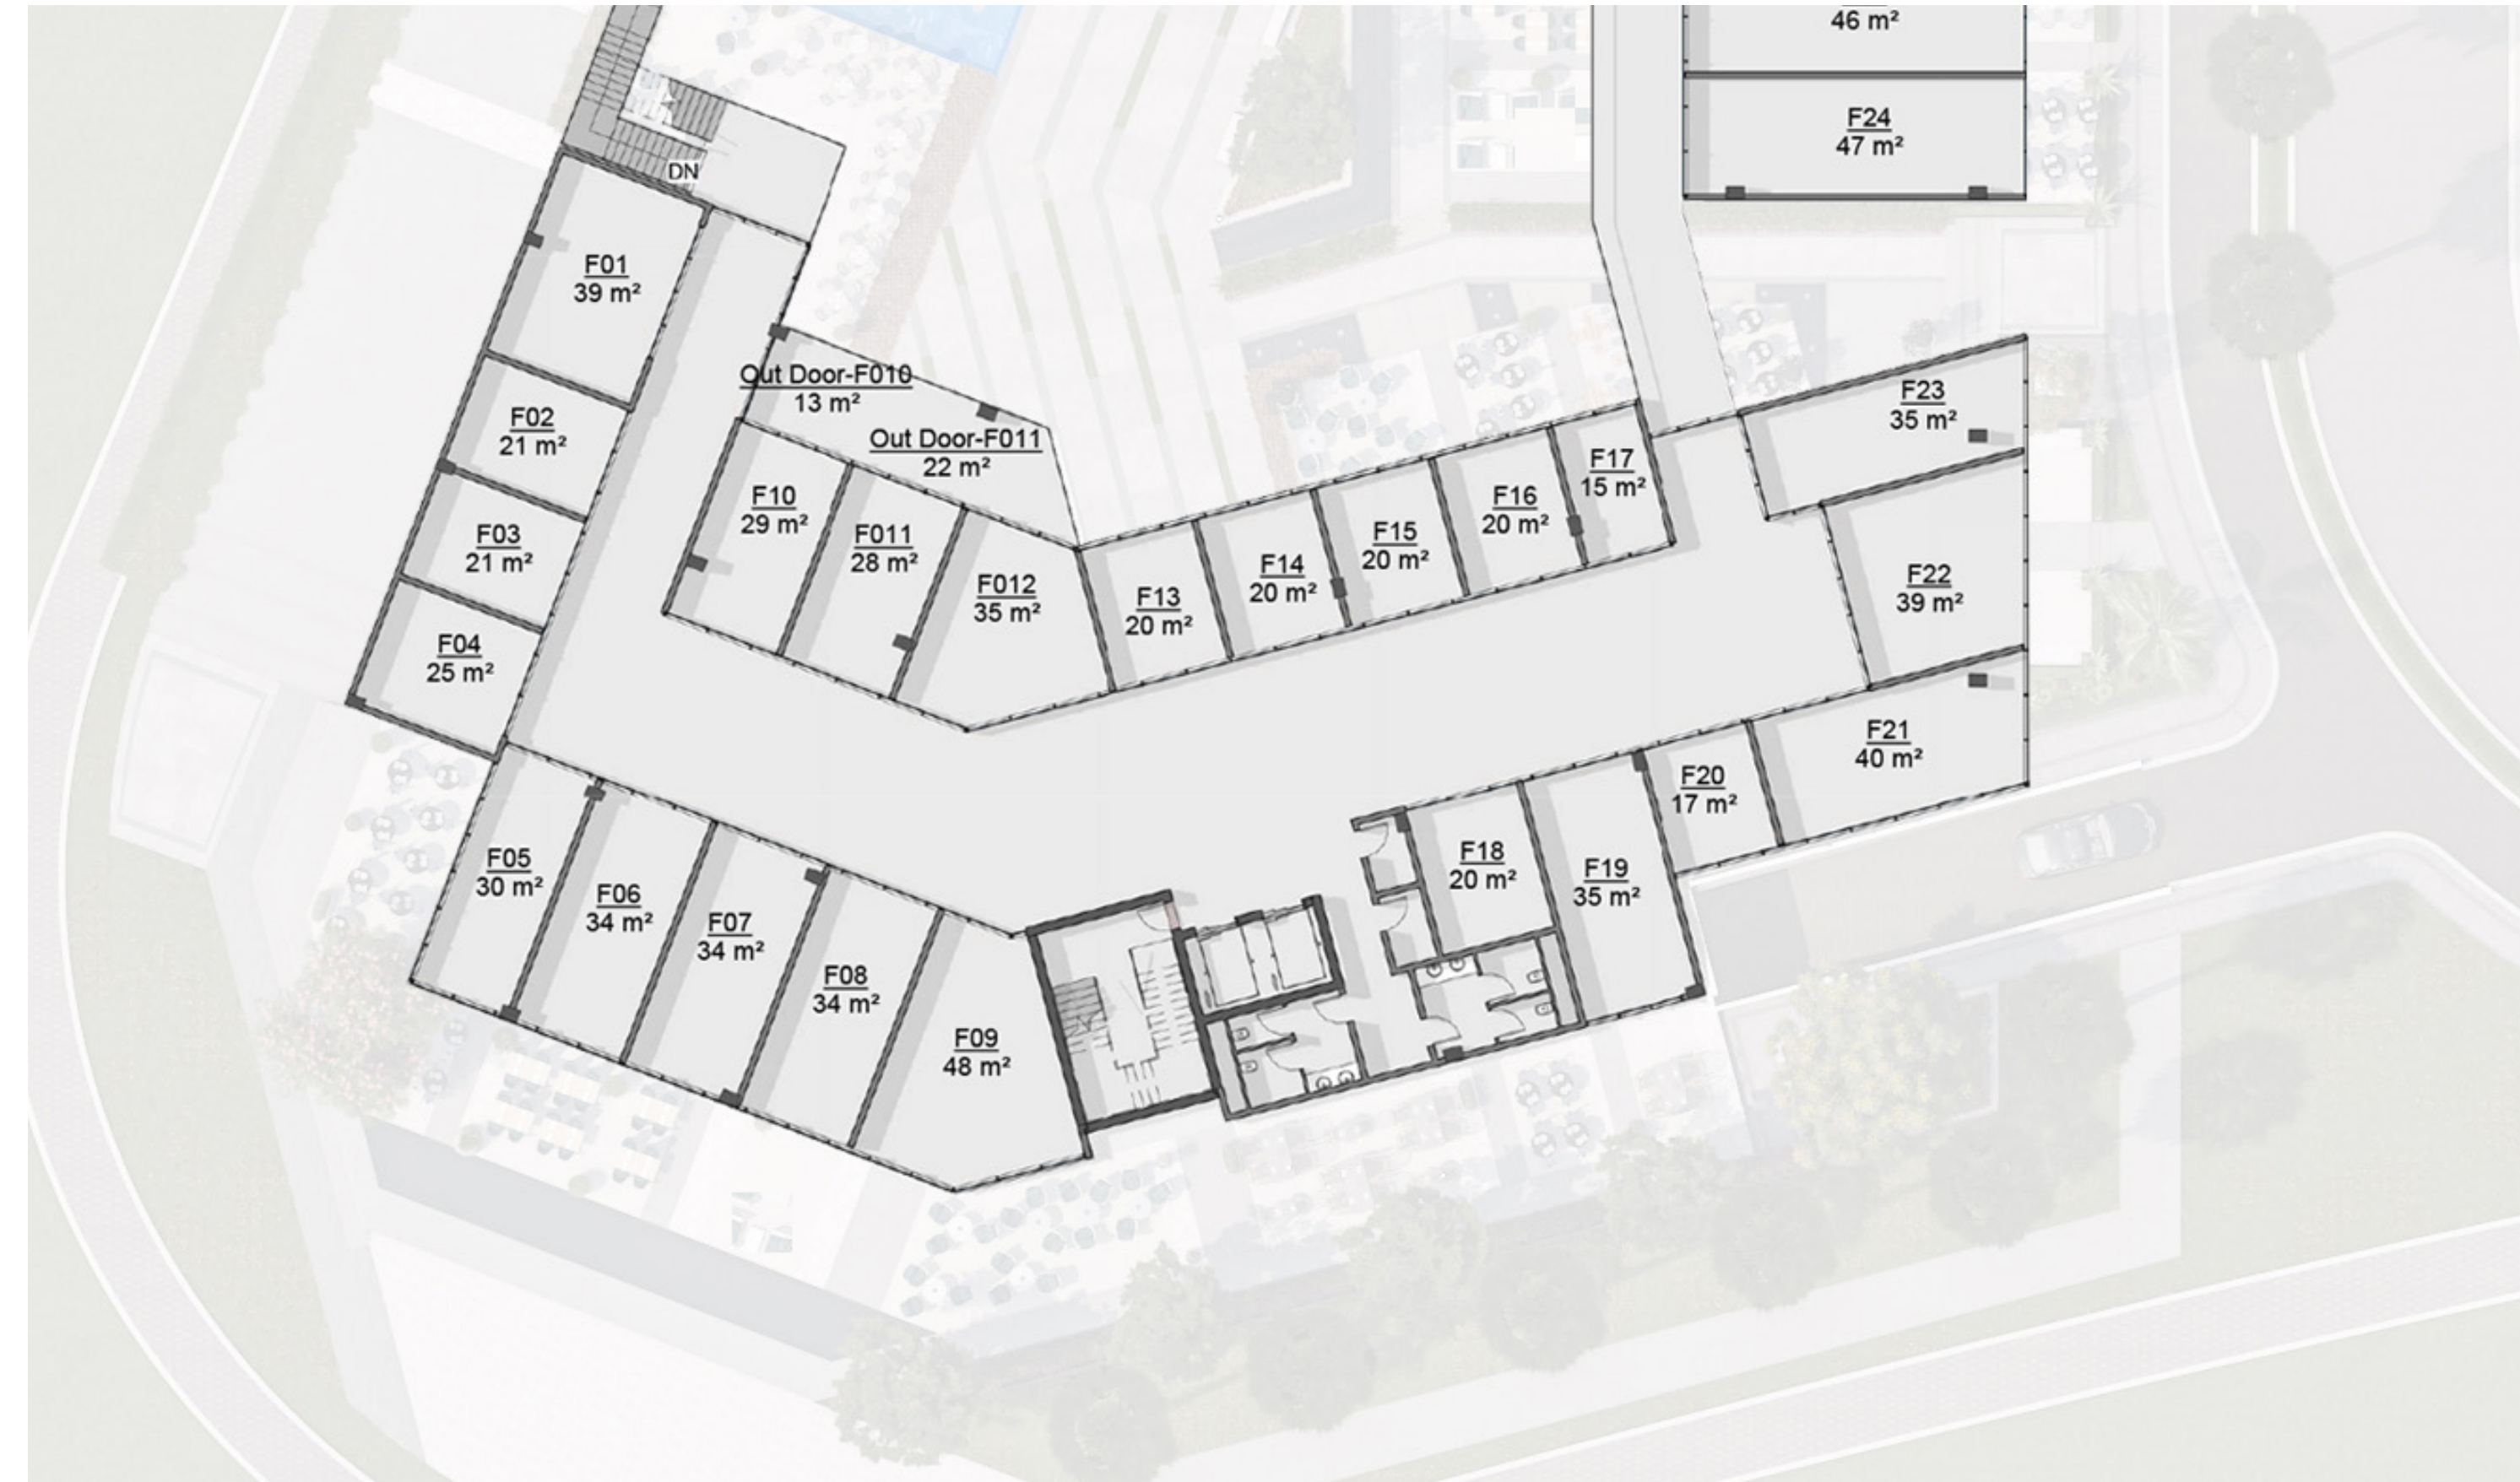 46 m²
F24
47 m²
DN
F01
39 m²
F02
21 m²
F03
21 m²
F04
25 m²
Out Door-F010
13 m²
Out Door-F011
22 m²
F10
29 m²
F011
28 m²
F012
35 m²
F13
20 m²
F14
20 m²
F15
20 m²
F16
20 m²
F17
15 m²
F23
35 m²
F22
39 m²
F21
40 m²
F20
17 m²
F19
35 m²
F18
20 m²
F05
30 m²
F06
34 m²
F07
34 m²
F08
34 m²
F09
48 m²